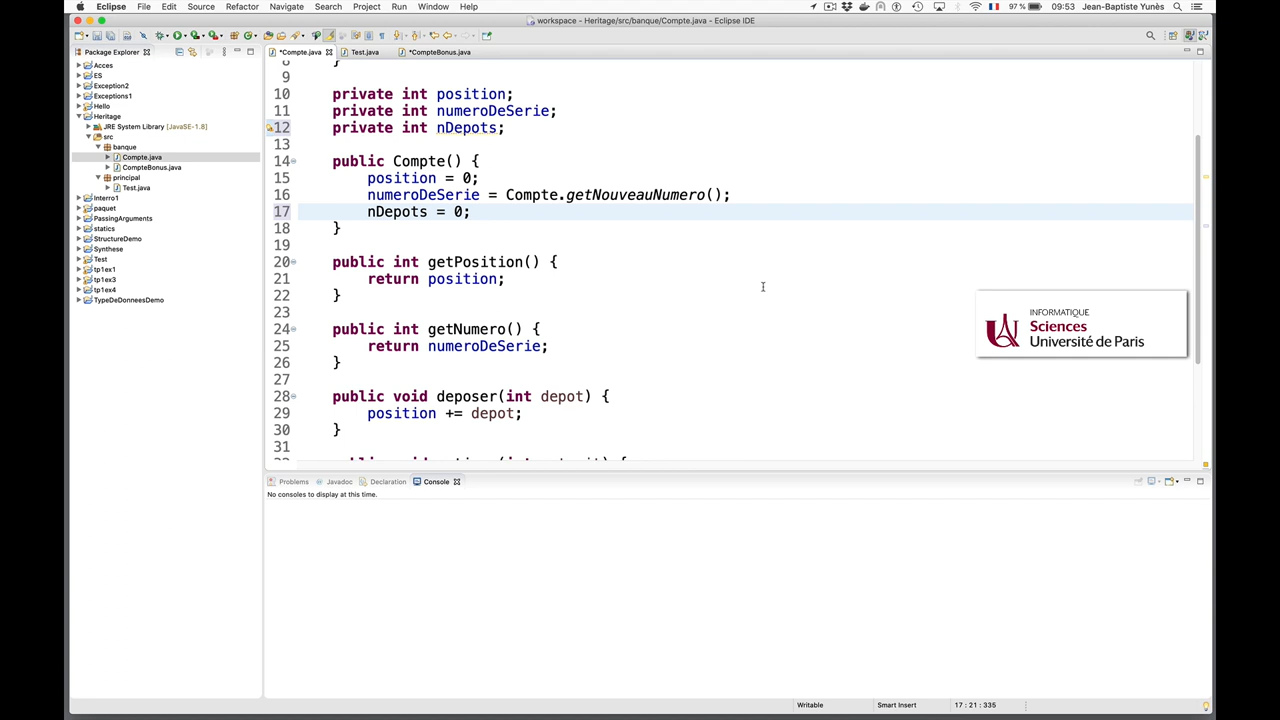 Eclipse File Edit Source Refactor Navigate Search Project Run Window Help 97 % 09:53 Jean-Baptiste Yunès
workspace - Heritage/src/banque/Compte.java - Eclipse IDE
Package Explorer
Acces
ES
Exception2
Exceptions1
Hello
Heritage
JRE System Library [JavaSE-1.8]
src
banque
Compte.java
CompteBonus.java
principal
Test.java
Interro1
paquet
PassingArguments
statics
StructureDemo
Synthese
Test
tp1ex1
tp1ex3
tp1ex4
TypeDeDonneesDemo
*Compte.java Test.java *CompteBonus.java
8 }
9
10 private int position;
11 private int numeroDeSerie;
12 private int nDepots;
13
14 public Compte() {
15 position = 0;
16 numeroDeSerie = Compte.getNouveauNumero();
17 nDepots = 0;
18 }
19
20 public int getPosition() {
21 return position;
22 }
23
24 public int getNumero() {
25 return numeroDeSerie;
26 }
27
28 public void deposer(int depot) {
29 position += depot;
30 }
31
INFORMATIQUE
Sciences
Université de Paris
Problems Javadoc Declaration Console
No consoles to display at this time.
Writable Smart Insert 17 : 21 : 335